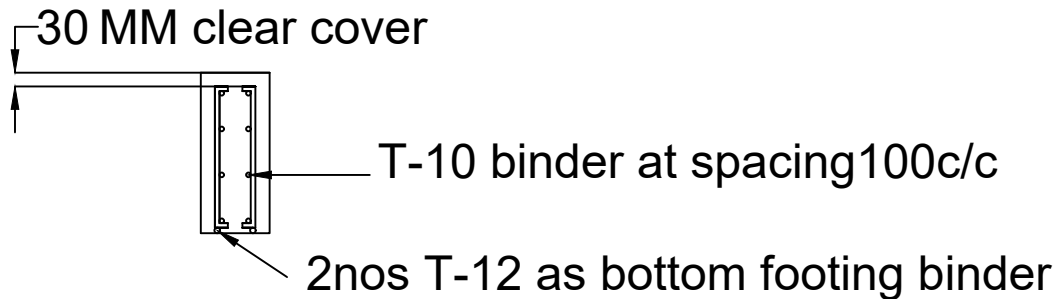 30 MM clear cover
T-10 binder at spacing100c/c
2nos T-12 as bottom footing binder